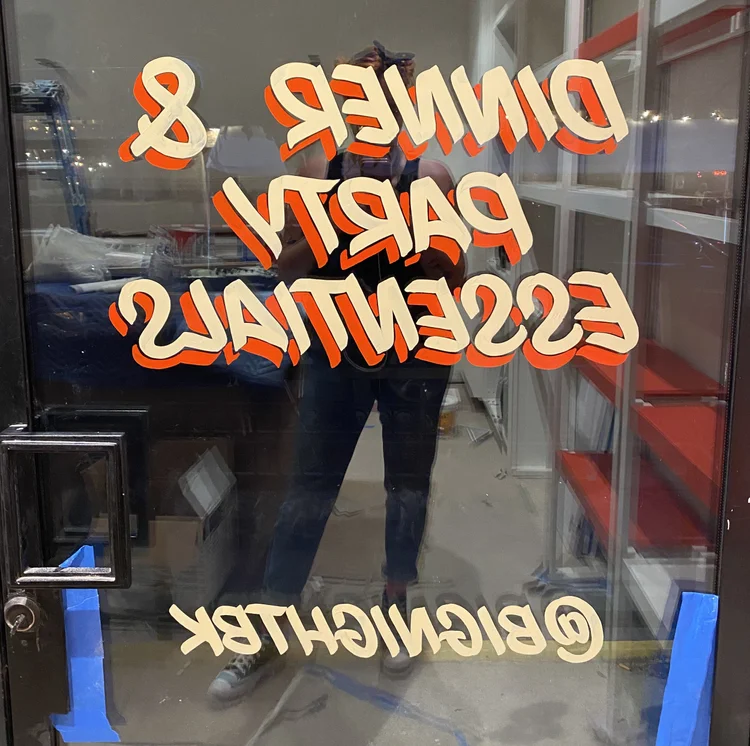 DINNER &
PARTY
ESSENTIALS
@BIGNIGHTBK